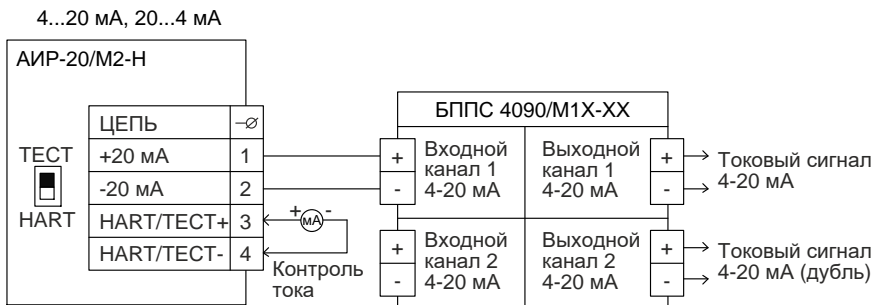 4...20 мА, 20...4 мА
АИР-20/М2-Н
ЦЕПЬ
+20 мА 1
-20 мА 2
HART/ТЕСТ+ 3
HART/ТЕСТ- 4
ТЕСТ
HART
+ мА -
Контроль
тока
БППС 4090/М1Х-ХХ
+
-
Входной
канал 1
4-20 мА
Выходной
канал 1
4-20 мА
+
-
Токовый сигнал
4-20 мА
+
-
Входной
канал 2
4-20 мА
Выходной
канал 2
4-20 мА
+
-
Токовый сигнал
4-20 мА (дубль)